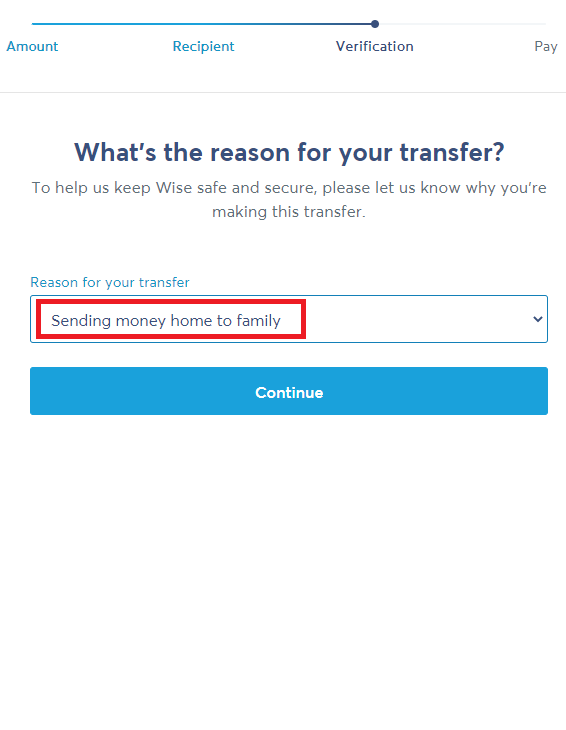 Amount Recipient Verification Pay
What's the reason for your transfer?
To help us keep Wise safe and secure, please let us know why you're
making this transfer.
Reason for your transfer
Sending money home to family
Continue